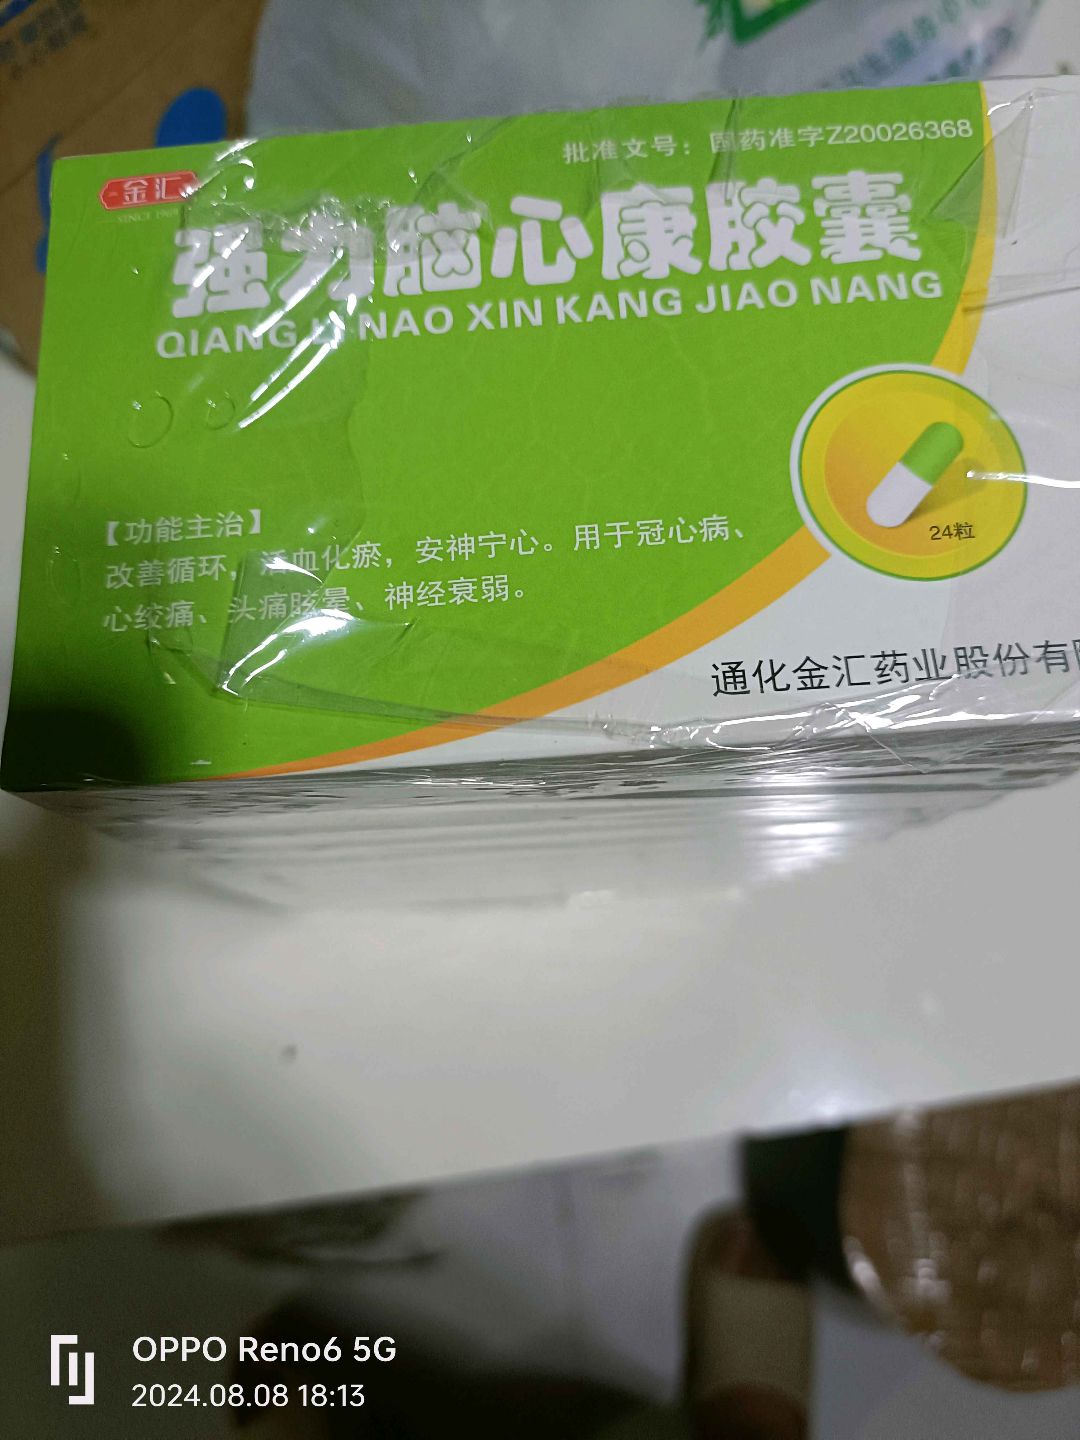 批准文号：国药准字Z20026368
金汇
强力脑心康胶囊
QIANG LI NAO XIN KANG JIAO NANG
24粒
【功能主治】
改善循环，活血化瘀，安神宁心。用于冠心病、
心绞痛、头痛眩晕、神经衰弱。
通化金汇药业股份有
OPPO Reno6 5G
2024.08.08 18:13